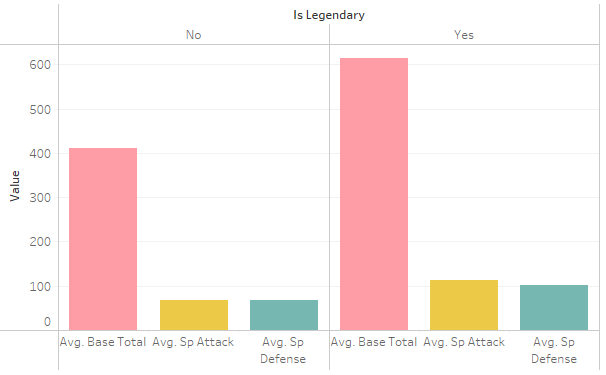 Is Legendary
No
Yes
600
500
400
300
200
100
0
Value
Avg. Base Total
Avg. Sp Attack
Avg. Sp
Defense
Avg. Base Total
Avg. Sp Attack
Avg. Sp
Defense